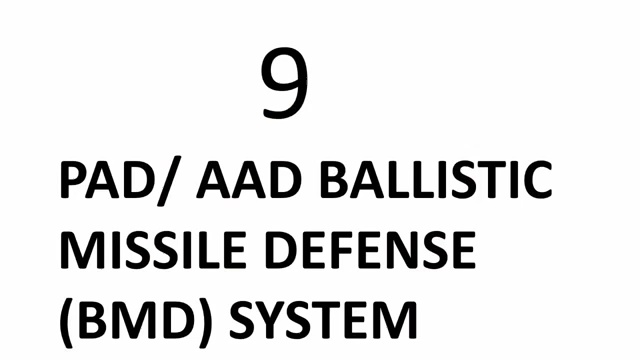 9
PAD/ AAD BALLISTIC
MISSILE DEFENSE
(BMD) SYSTEM